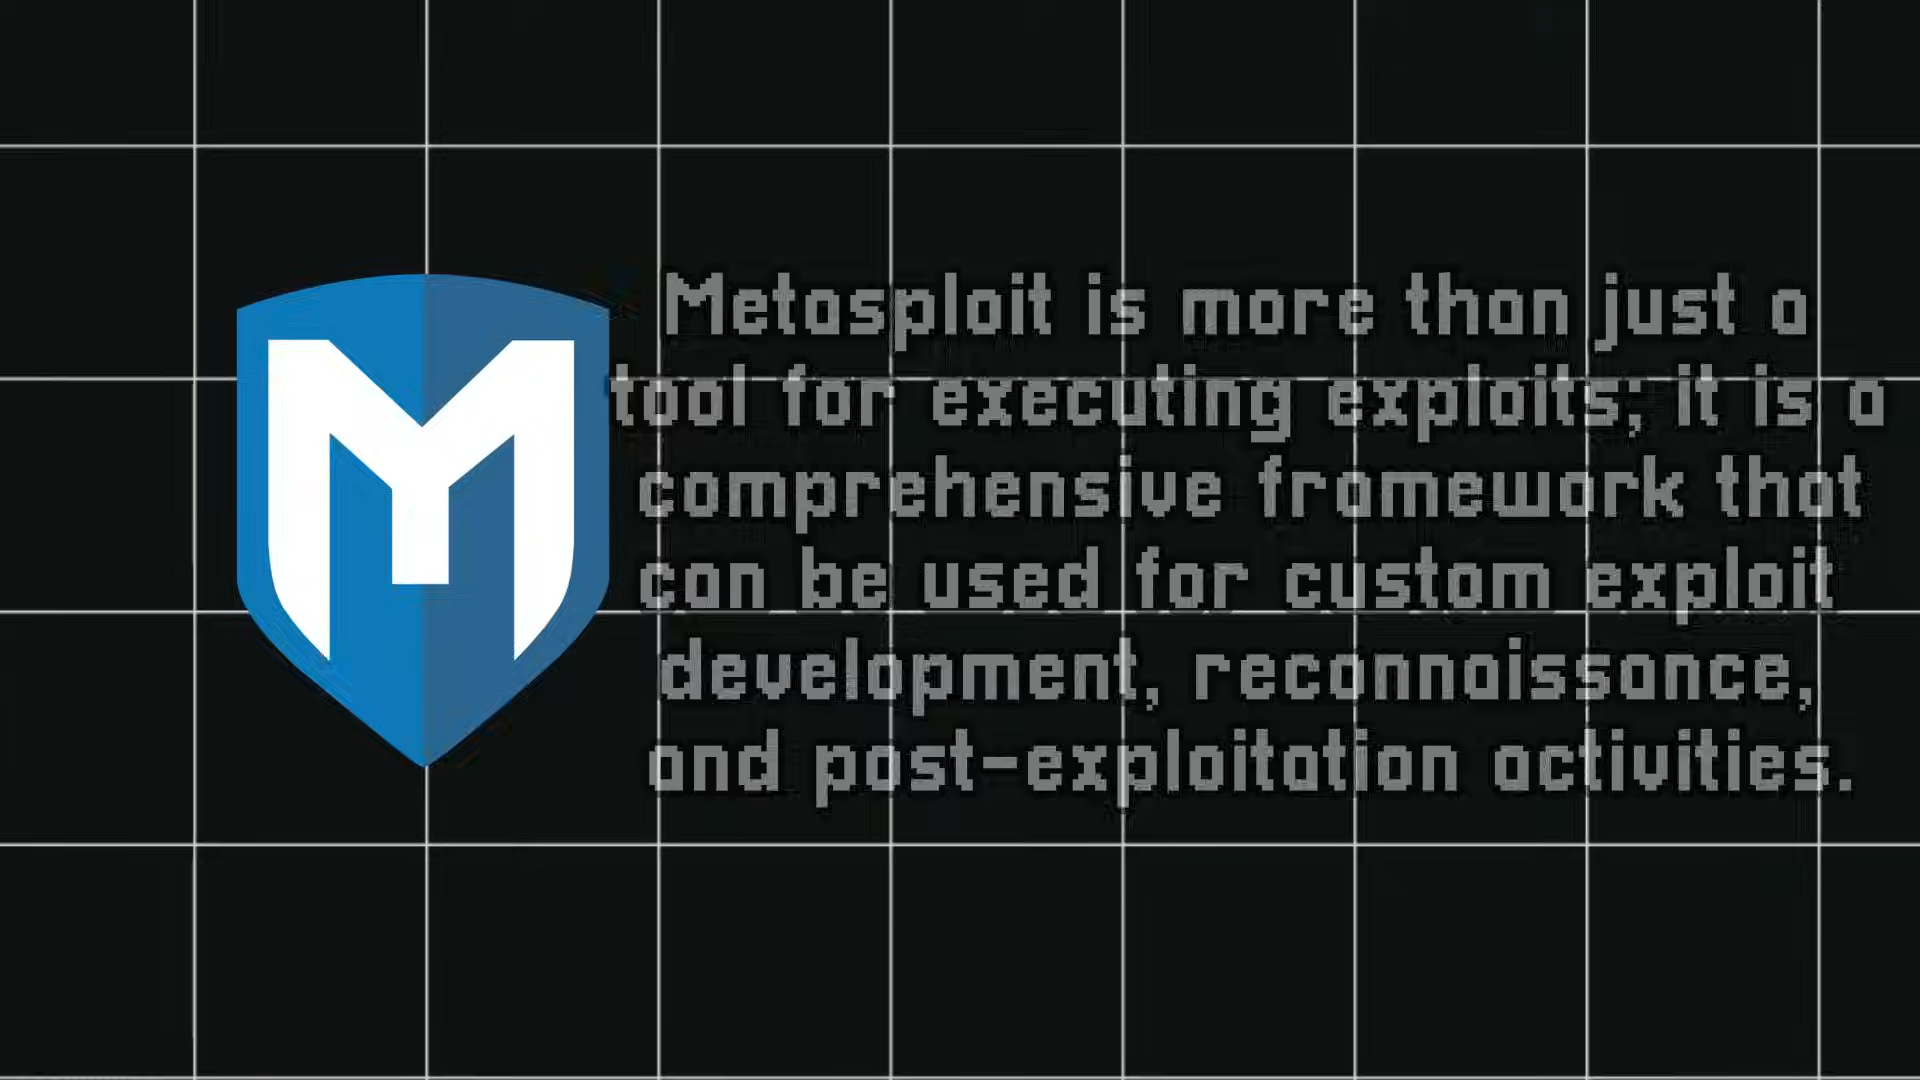 Metasploit is more than just a
tool for executing exploits; it is a
comprehensive framework that
can be used for custom exploit
development, reconnaissance,
and post-exploitation activities.